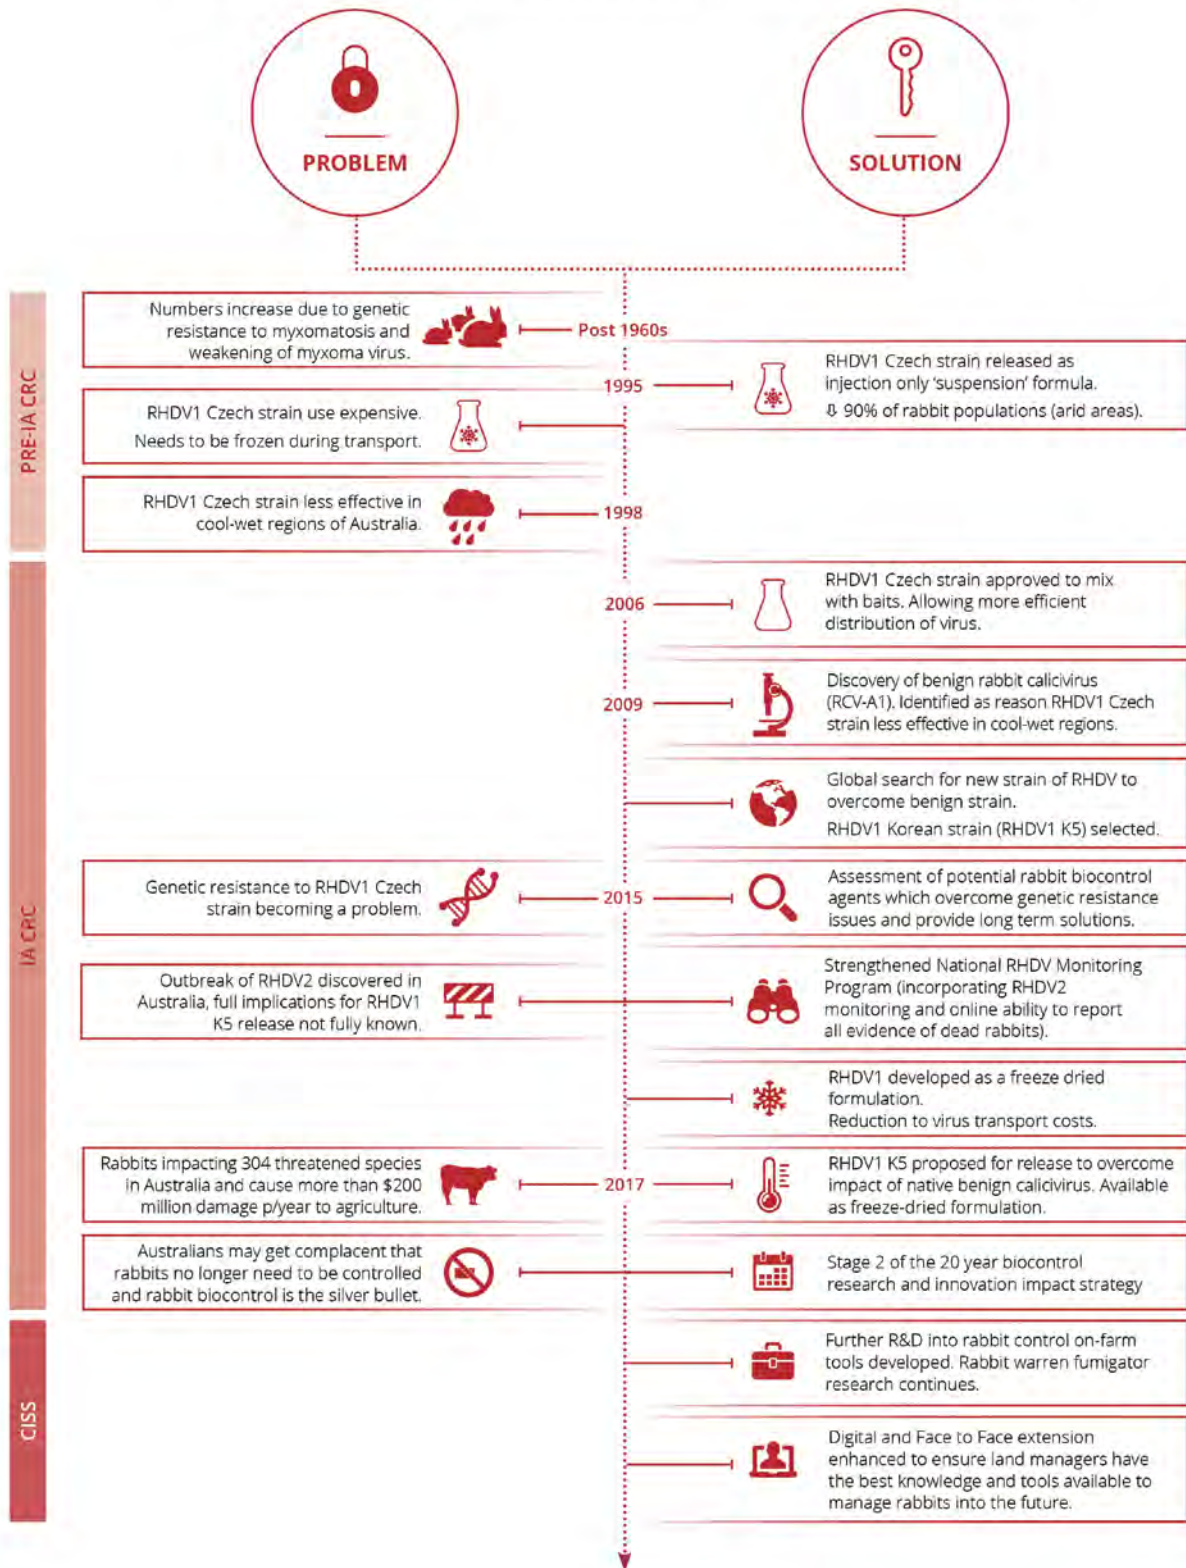 PROBLEM
SOLUTION
PRE-IA CRC
Numbers increase due to genetic
resistance to myxomatosis and
weakening of myxoma virus.
Post 1960s
1995
RHDV1 Czech strain released as
injection only ‘suspension’ formula.
⇩ 90% of rabbit populations (arid areas).
RHDV1 Czech strain use expensive.
Needs to be frozen during transport.
RHDV1 Czech strain less effective in
cool-wet regions of Australia.
1998
IA CRC
2006
RHDV1 Czech strain approved to mix
with baits. Allowing more efficient
distribution of virus.
2009
Discovery of benign rabbit calicivirus
(RCV-A1). Identified as reason RHDV1 Czech
strain less effective in cool-wet regions.
Global search for new strain of RHDV to
overcome benign strain.
RHDV1 Korean strain (RHDV1 K5) selected.
Genetic resistance to RHDV1 Czech
strain becoming a problem.
2015
Assessment of potential rabbit biocontrol
agents which overcome genetic resistance
issues and provide long term solutions.
Outbreak of RHDV2 discovered in
Australia, full implications for RHDV1
K5 release not fully known.
Strengthened National RHDV Monitoring
Program (incorporating RHDV2
monitoring and online ability to report
all evidence of dead rabbits).
RHDV1 developed as a freeze dried
formulation.
Reduction to virus transport costs.
Rabbits impacting 304 threatened species
in Australia and cause more than $200
million damage p/year to agriculture.
2017
RHDV1 K5 proposed for release to overcome
impact of native benign calicivirus. Available
as freeze-dried formulation.
Australians may get complacent that
rabbits no longer need to be controlled
and rabbit biocontrol is the silver bullet.
Stage 2 of the 20 year biocontrol
research and innovation impact strategy
CISS
Further R&D into rabbit control on-farm
tools developed. Rabbit warren fumigator
research continues.
Digital and Face to Face extension
enhanced to ensure land managers have
the best knowledge and tools available to
manage rabbits into the future.